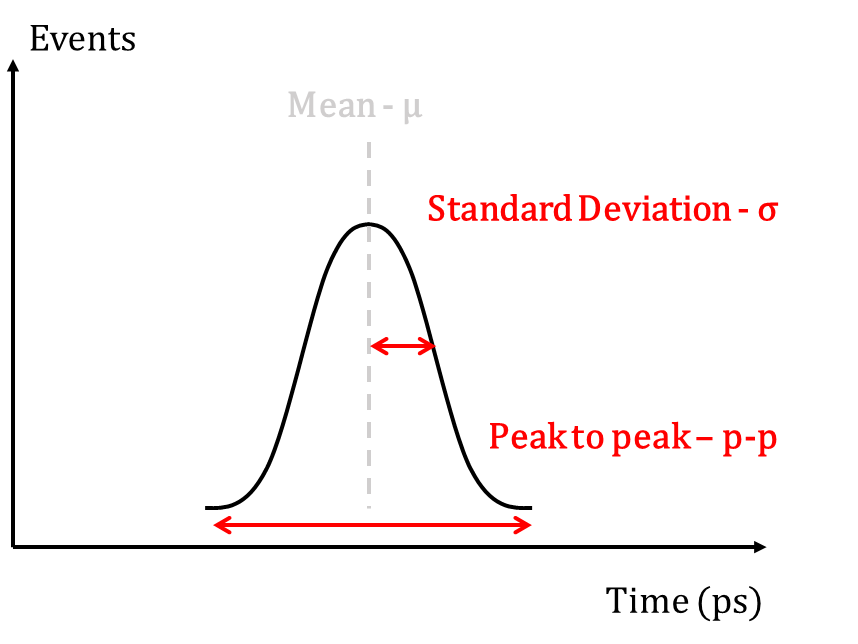 Events
Mean - μ
Standard Deviation - σ
Peak to peak – p-p
Time (ps)